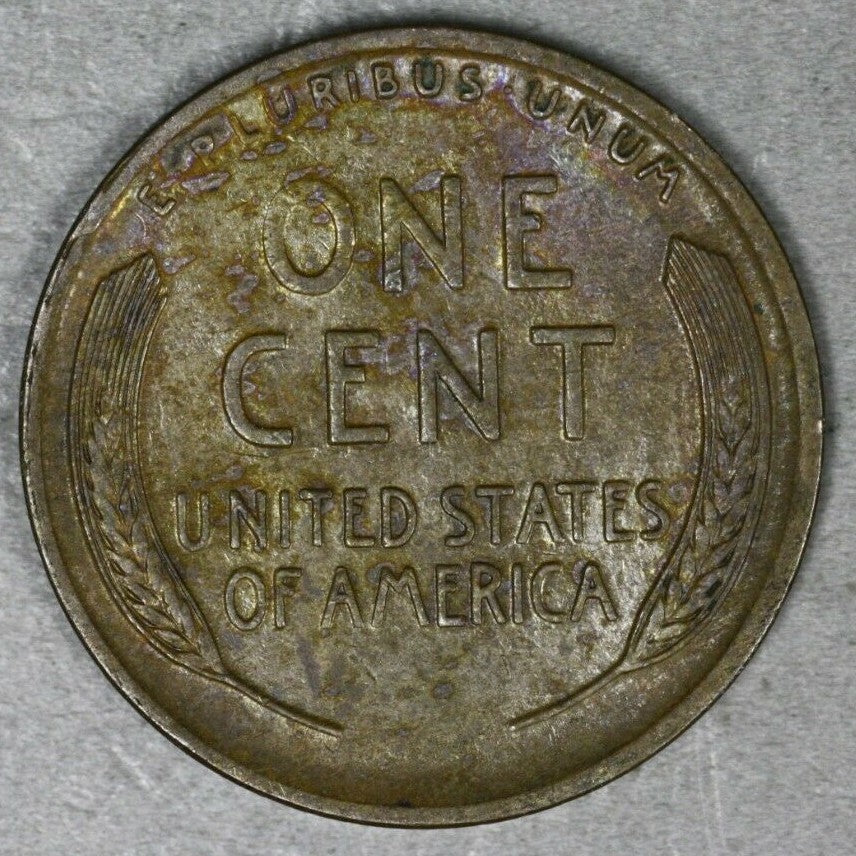 E · PLURIBUS · UNUM
ONE
CENT
UNITED STATES
OF AMERICA